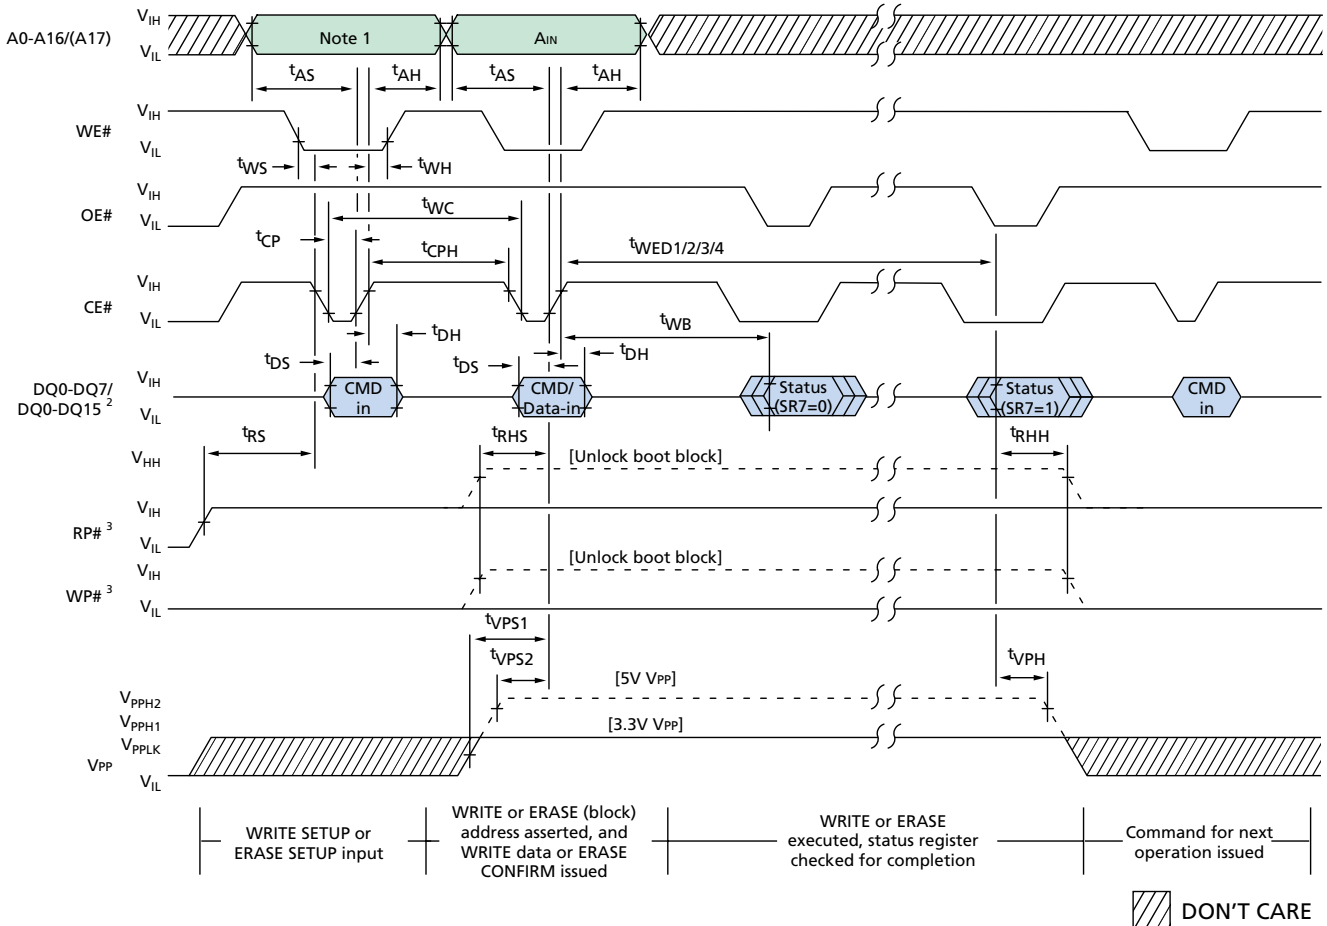 VIH
A0-A16/(A17)
VIL
Note 1
AIN
tAS
tAH
tAS
tAH
VIH
WE#
VIL
tWS
tWH
VIH
OE#
VIL
tWC
tCP
tCPH
tWED1/2/3/4
VIH
CE#
VIL
tWB
tDH
tDH
tDS
tDS
DQ0-DQ7/
DQ0-DQ15 2
VIH
VIL
CMD
in
CMD/
Data-in
Status
(SR7=0)
Status
(SR7=1)
CMD
in
tRS
tRHS
tRHH
VHH
[Unlock boot block]
VIH
RP# 3
VIL
VIH
[Unlock boot block]
WP# 3
VIL
tVPS1
tVPS2
tVPH
[5V VPP]
VPPH2
VPPH1
[3.3V VPP]
VPPLK
VPP
VIL
WRITE SETUP or
ERASE SETUP input
WRITE or ERASE (block)
address asserted, and
WRITE data or ERASE
CONFIRM issued
WRITE or ERASE
executed, status register
checked for completion
Command for next
operation issued
DON'T CARE